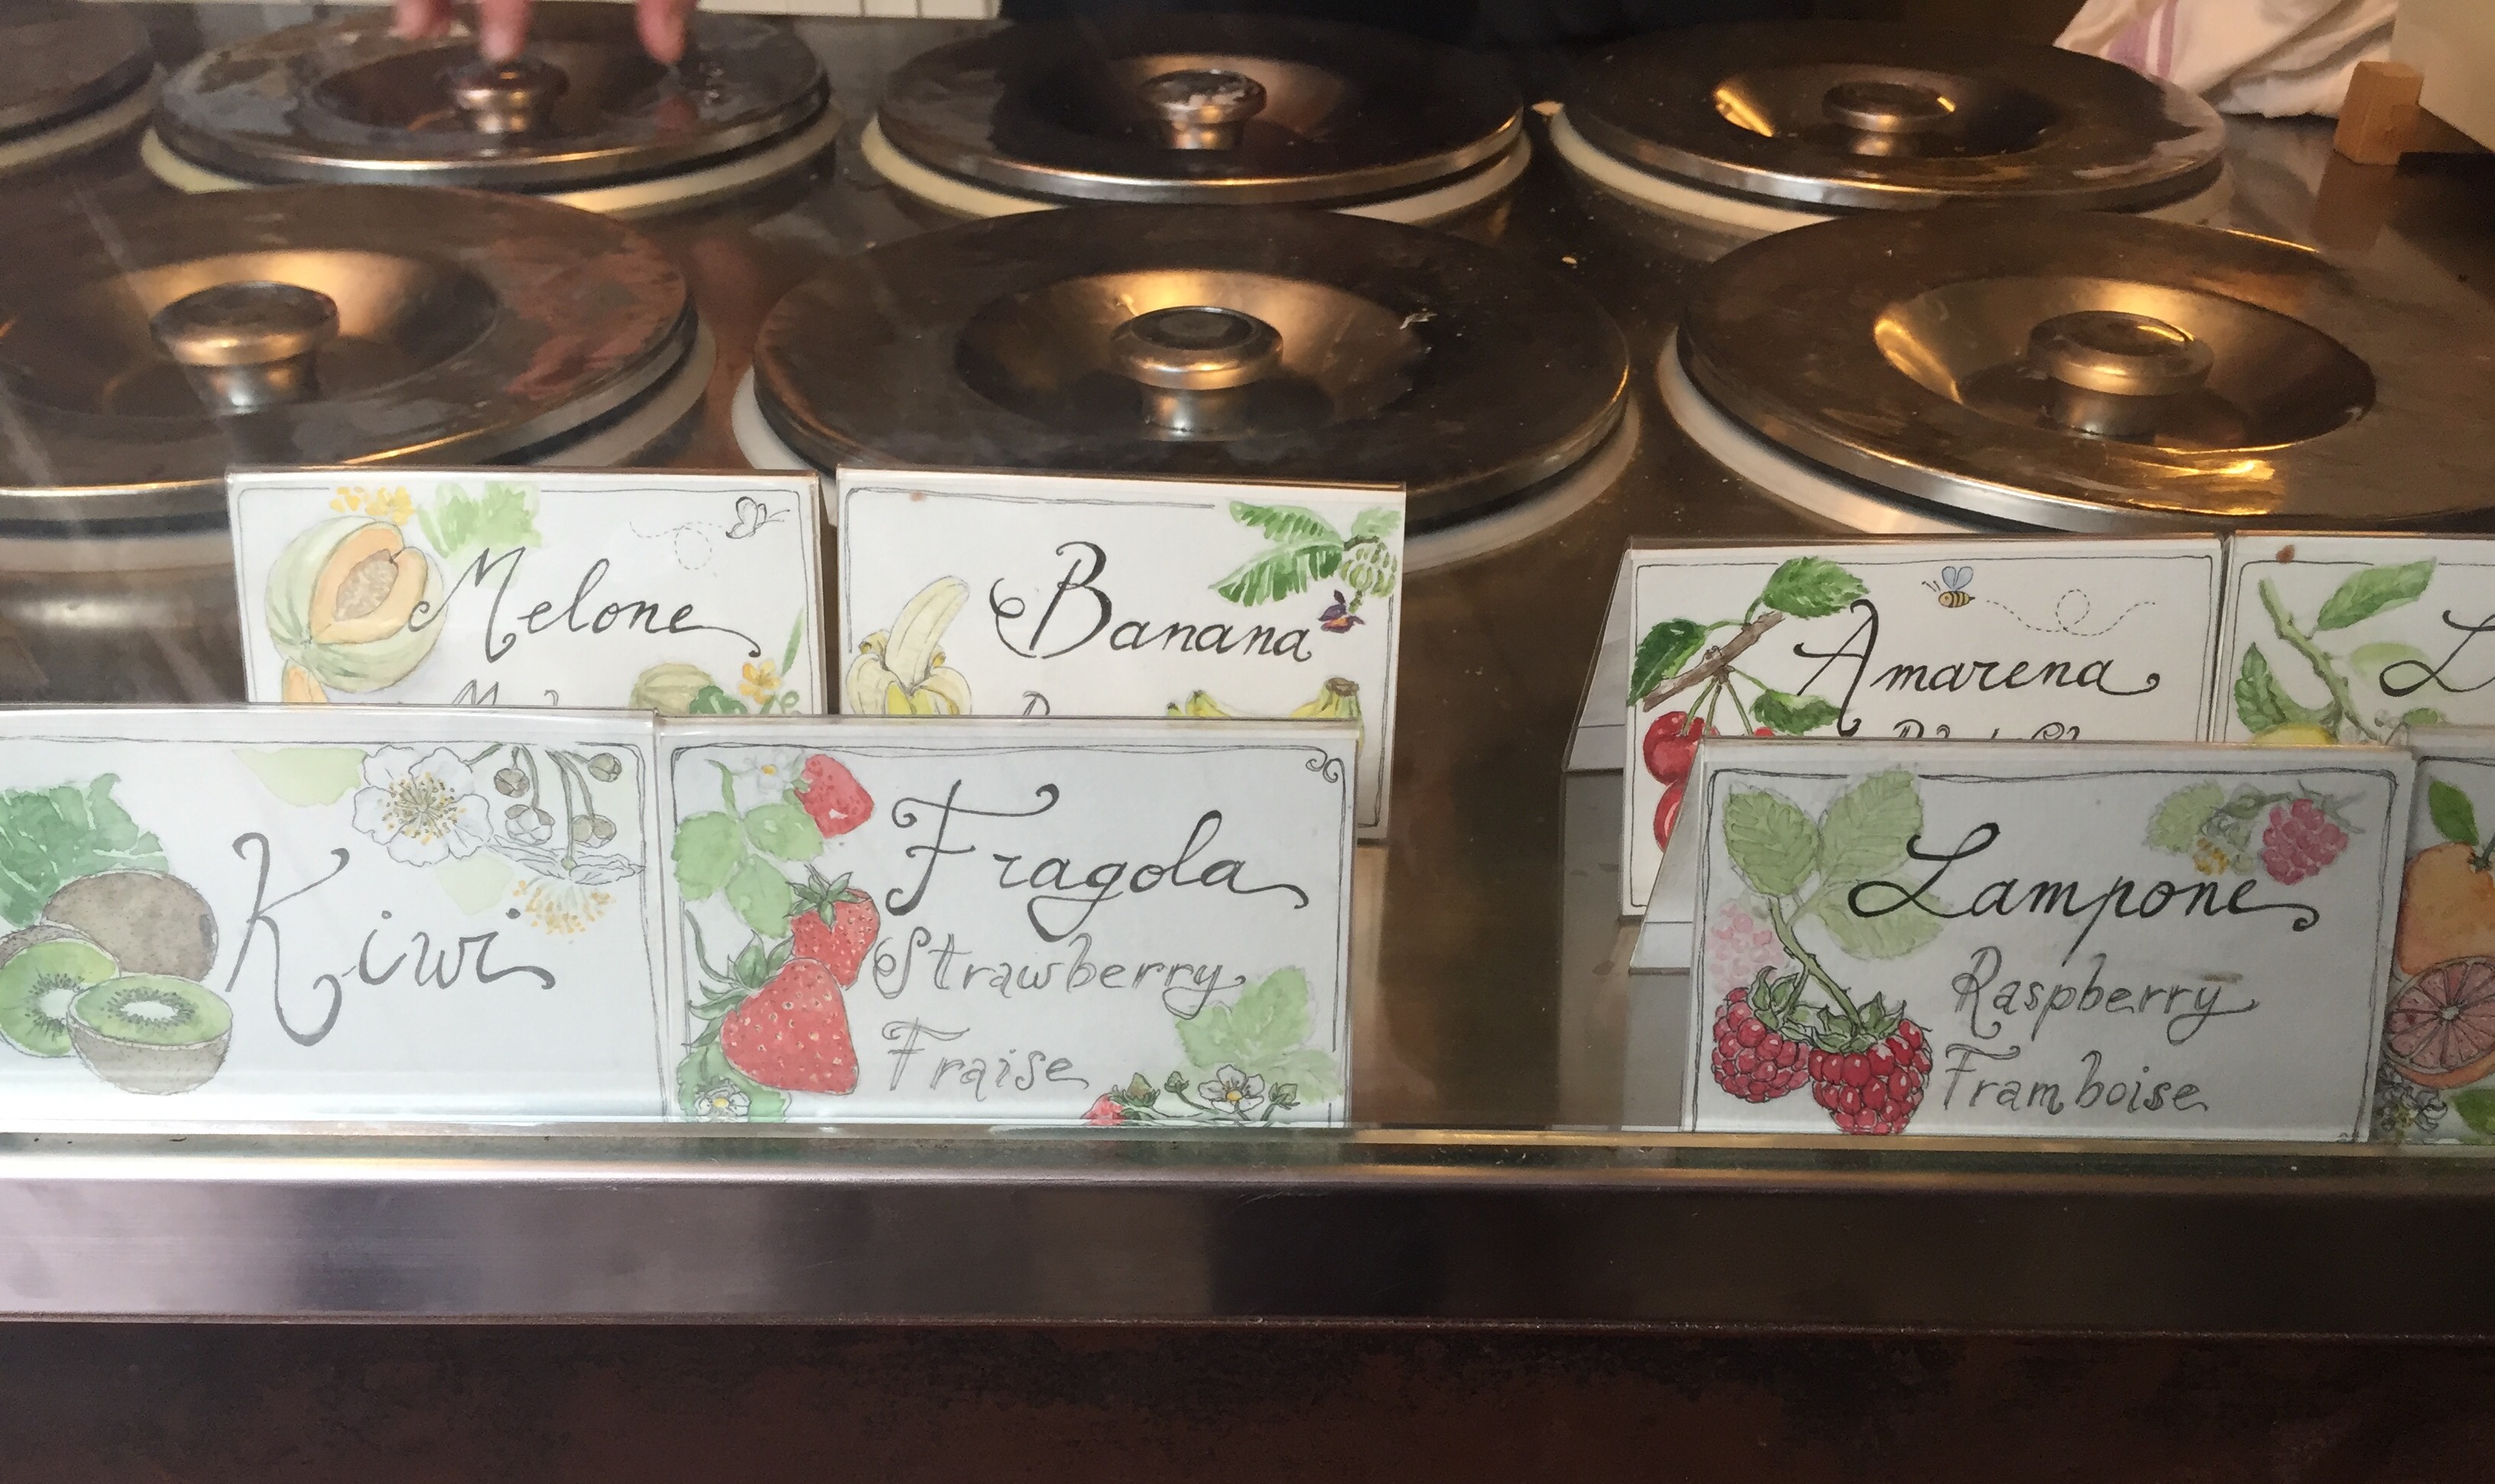 Melone
Banana
Amarena
Kiwi
Fragola
Strawberry
Fraise
Lampone
Raspberry
Framboise